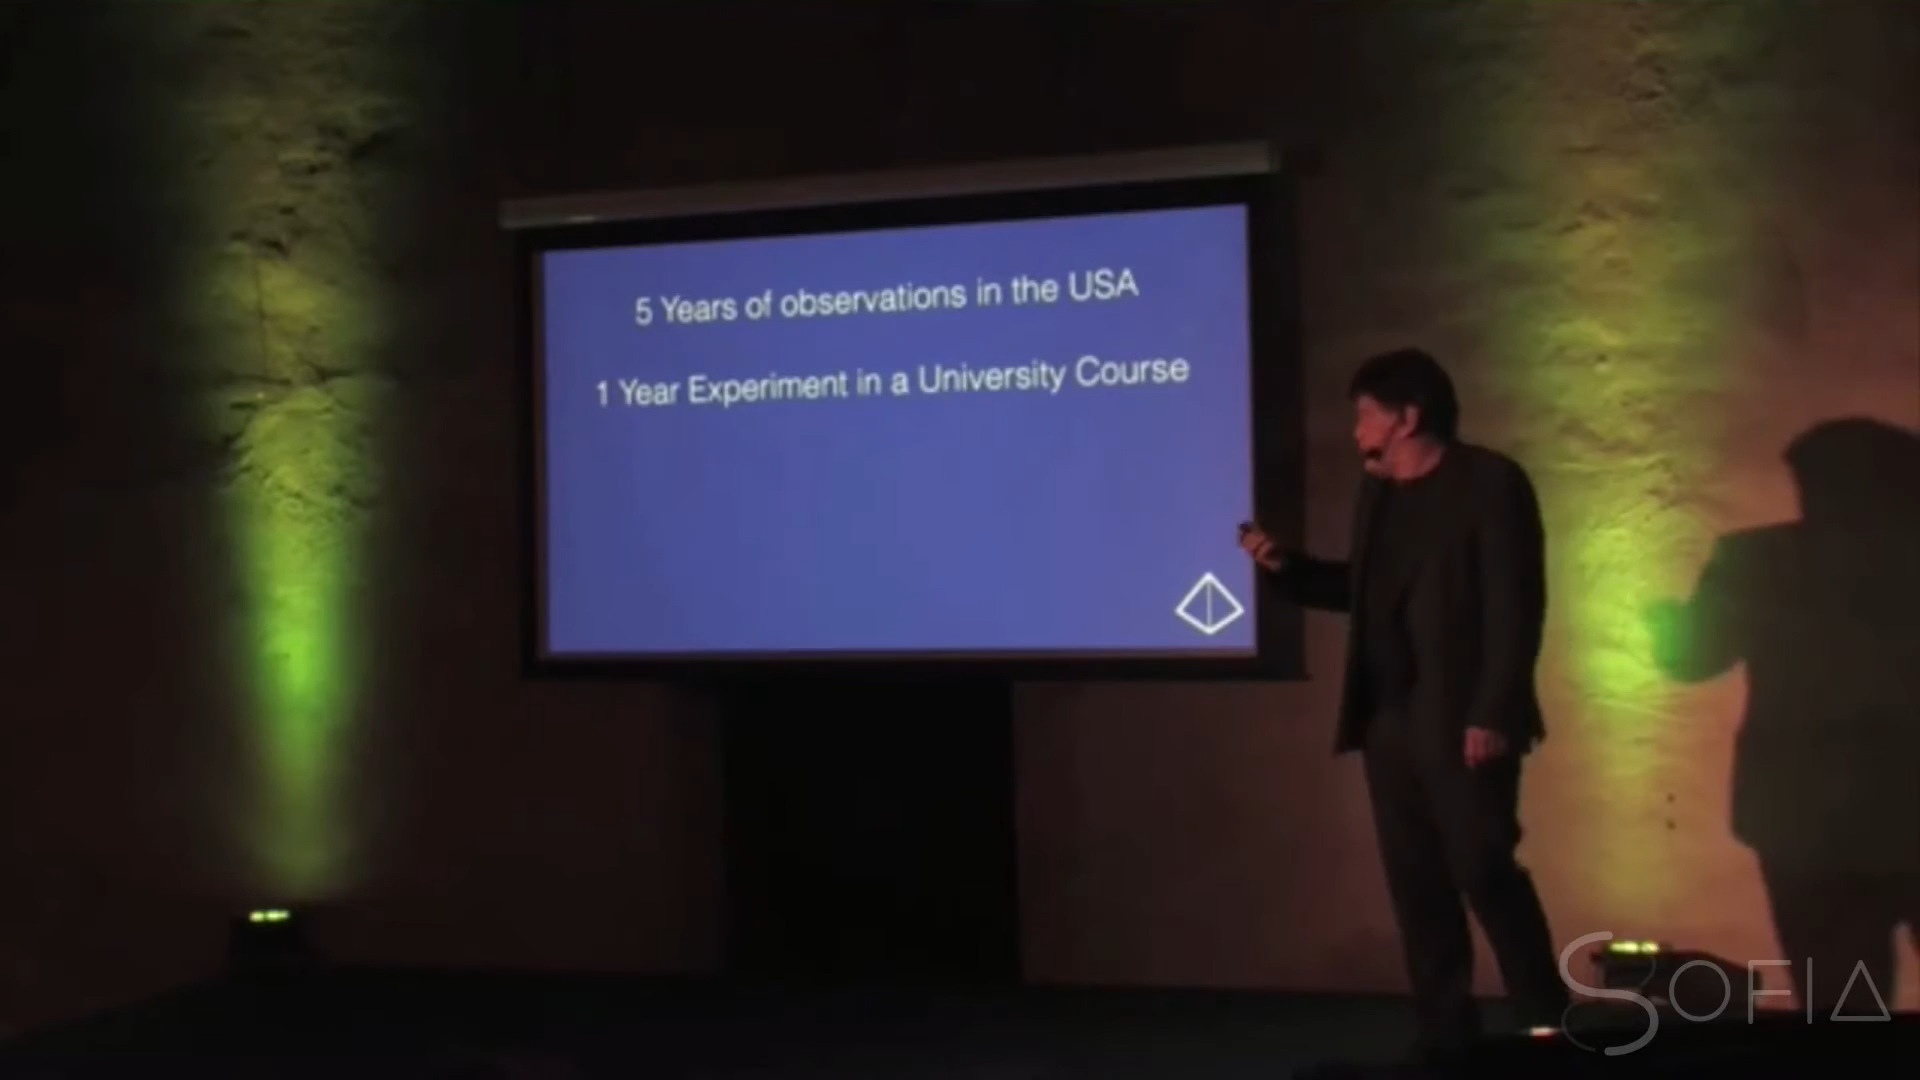 5 Years of observations in the USA
1 Year Experiment in a University Course
SOFIA